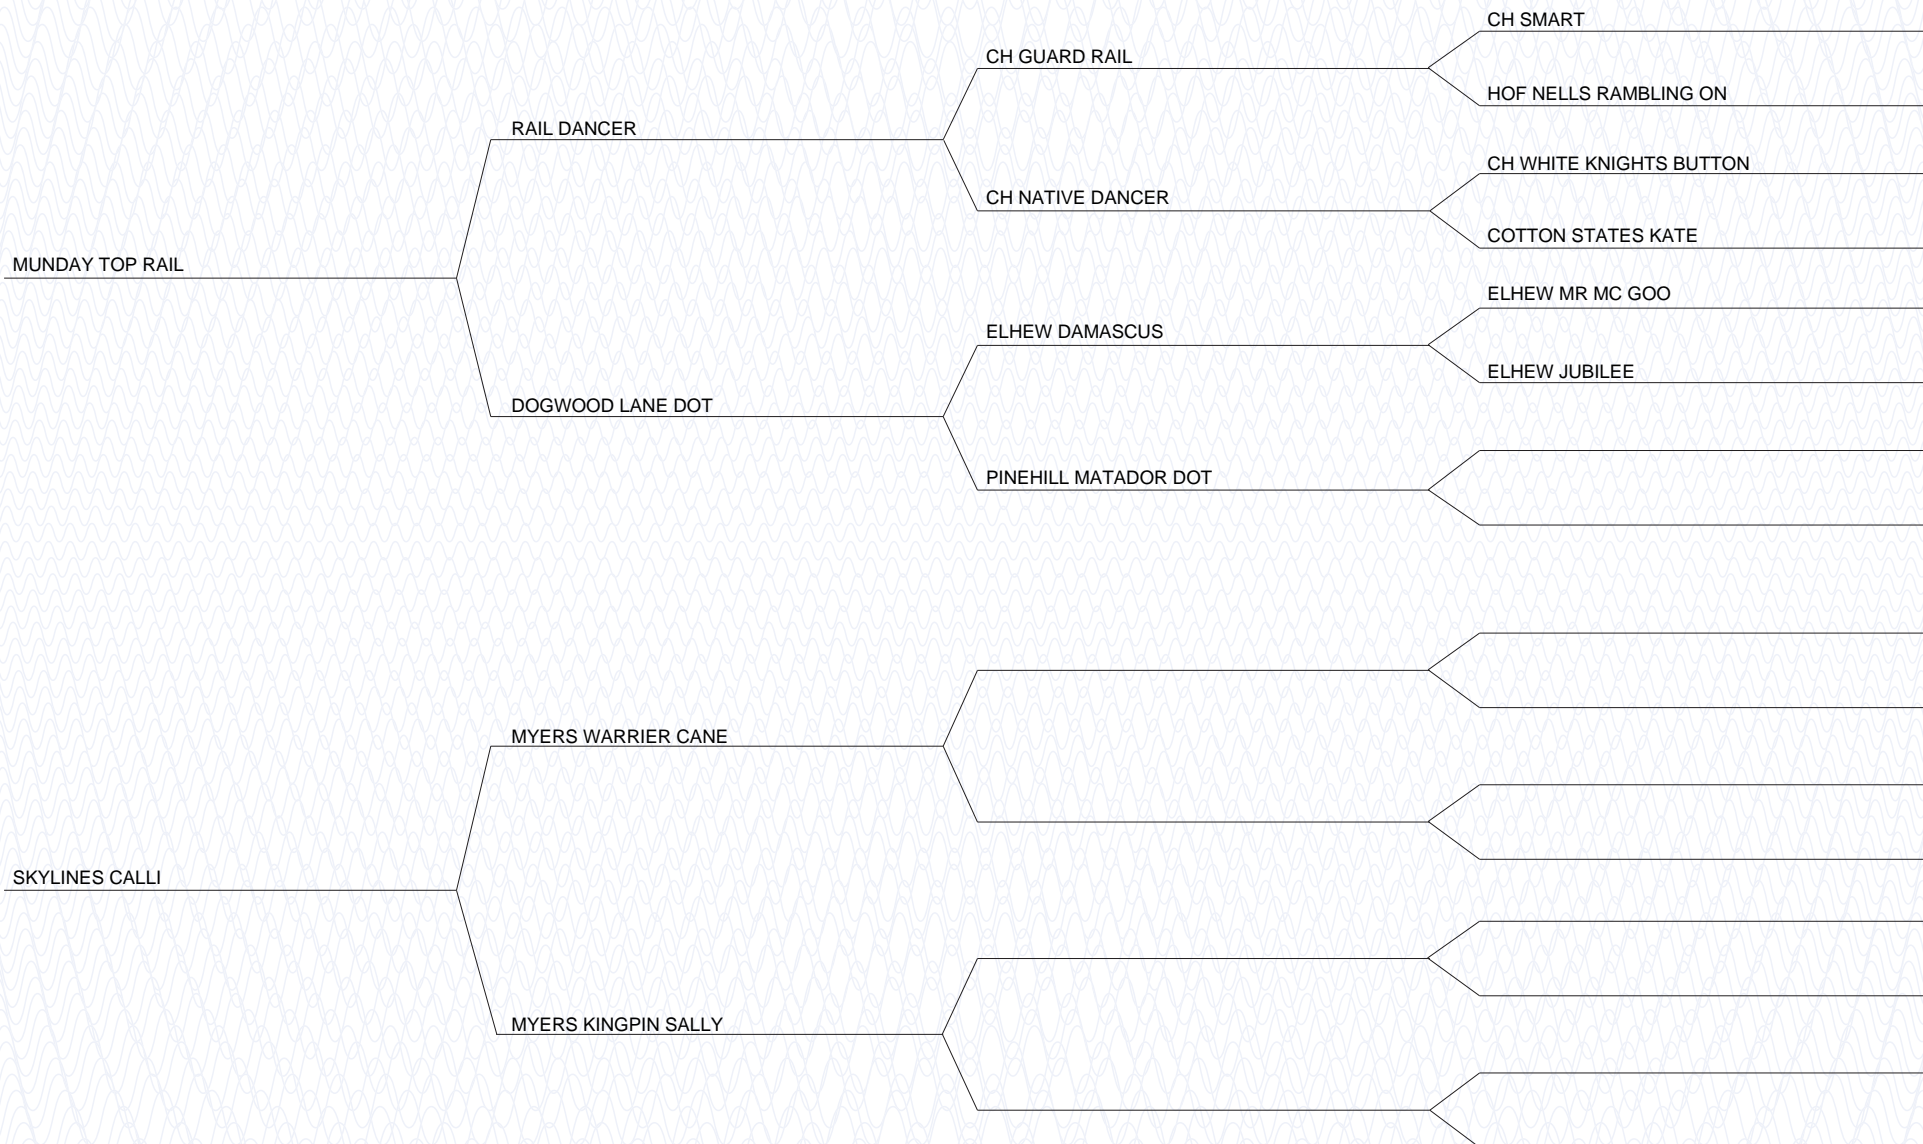 CH SMART
CH GUARD RAIL
HOF NELLS RAMBLING ON
RAIL DANCER
CH WHITE KNIGHTS BUTTON
CH NATIVE DANCER
COTTON STATES KATE
MUNDAY TOP RAIL
ELHEW MR MC GOO
ELHEW DAMASCUS
ELHEW JUBILEE
DOGWOOD LANE DOT
PINEHILL MATADOR DOT
MYERS WARRIER CANE
SKYLINES CALLI
MYERS KINGPIN SALLY